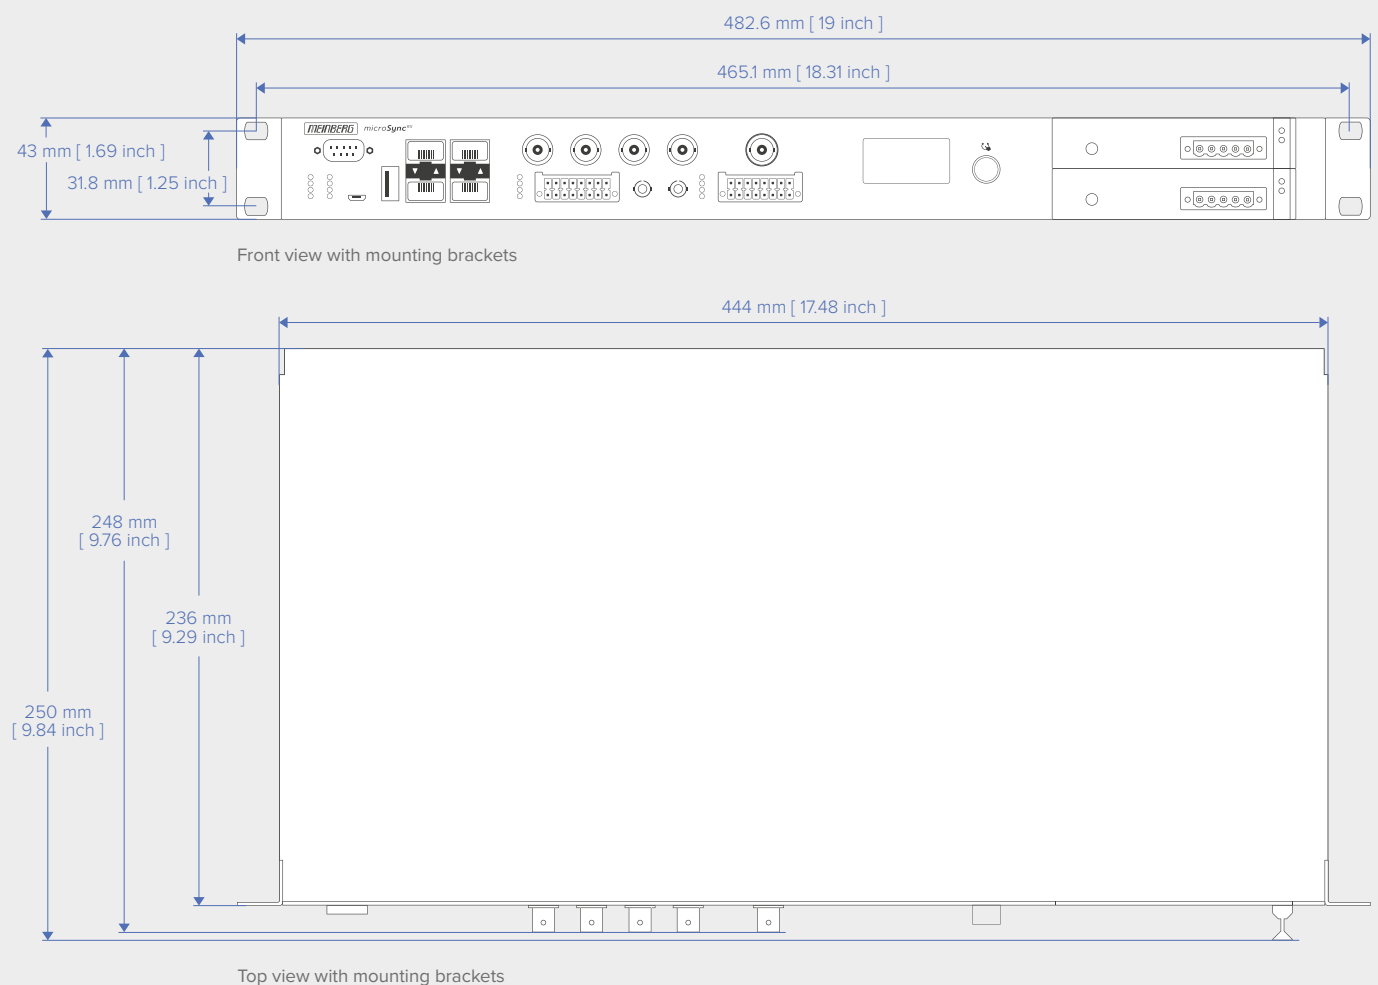 482.6 mm [ 19 inch ]
465.1 mm [ 18.31 inch ]
MEINBERG microSync
43 mm [ 1.69 inch ]
31.8 mm [ 1.25 inch ]
Front view with mounting brackets
444 mm [ 17.48 inch ]
248 mm
[ 9.76 inch ]
236 mm
[ 9.29 inch ]
250 mm
[ 9.84 inch ]
Top view with mounting brackets